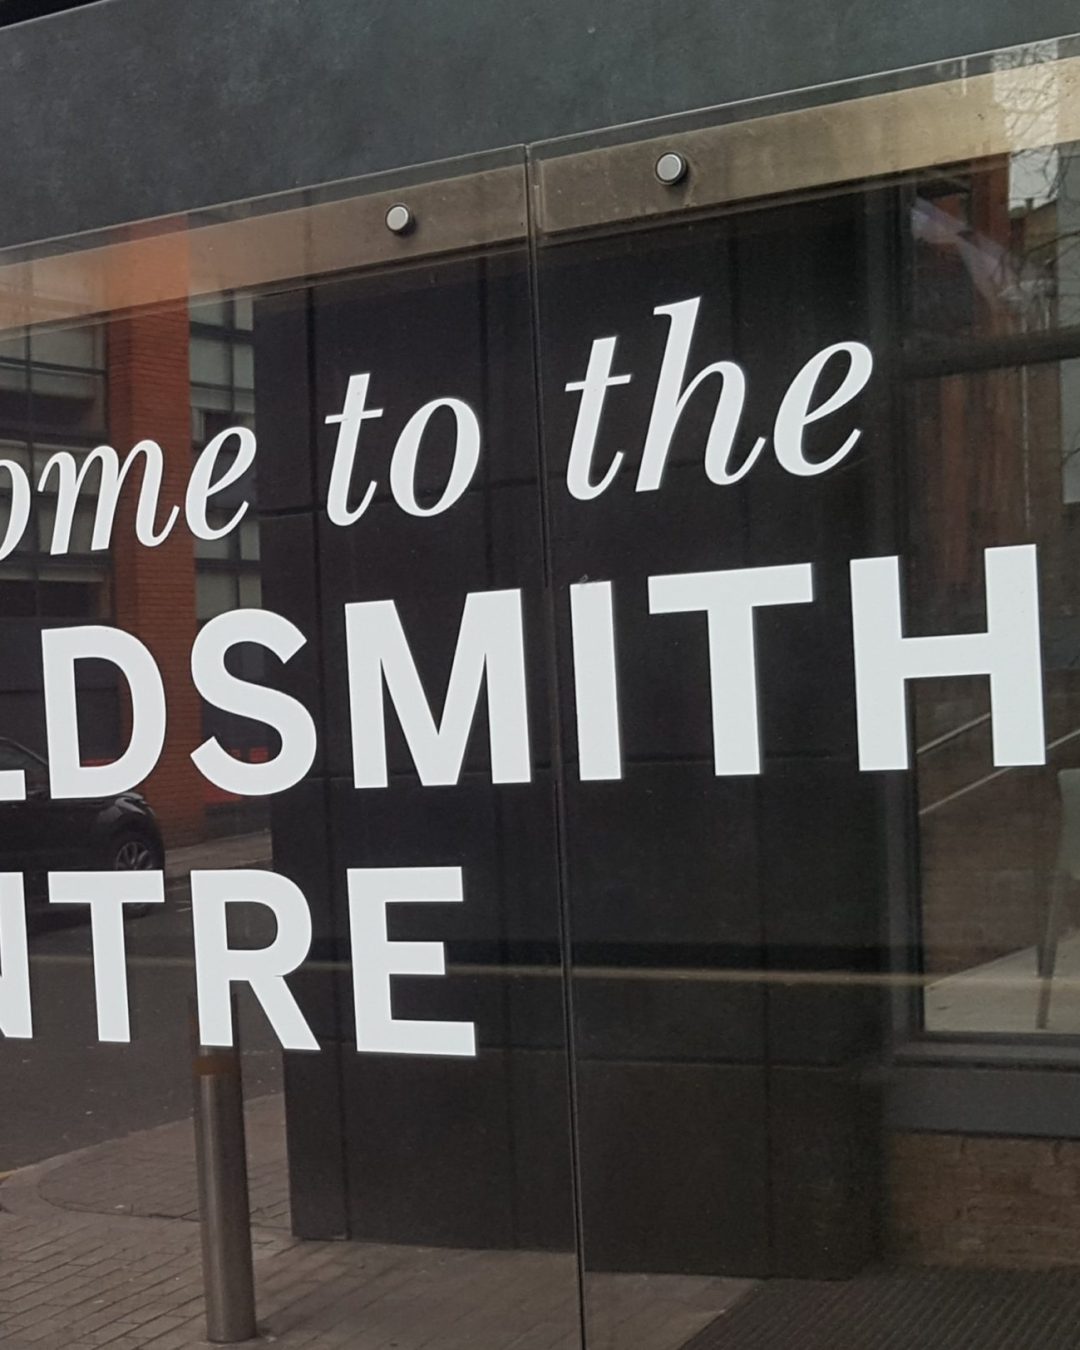 ome to the
LDSMITH
NTRE